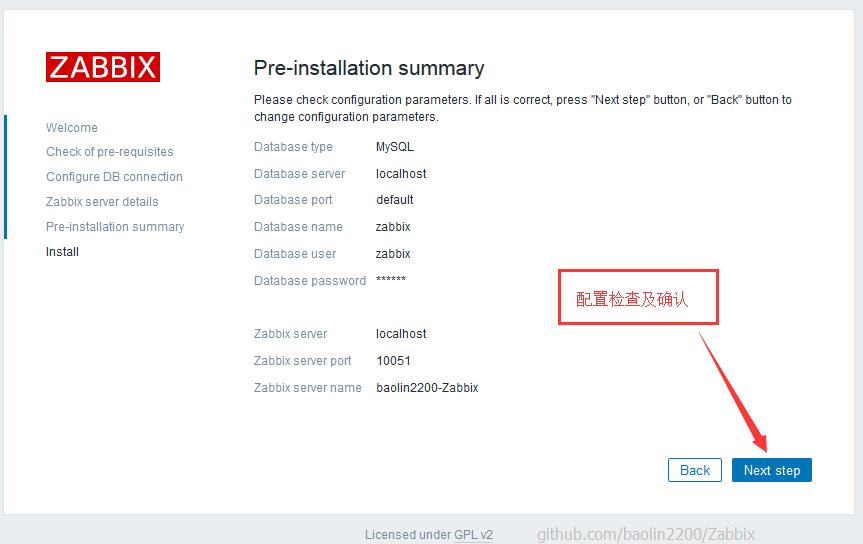 ZABBIX
Welcome
Check of pre-requisites
Configure DB connection
Zabbix server details
Pre-installation summary
Install
Pre-installation summary
Please check configuration parameters. If all is correct, press "Next step" button, or "Back" button to
change configuration parameters.
Database type MySQL
Database server localhost
Database port default
Database name zabbix
Database user zabbix
Database password ******
Zabbix server localhost
Zabbix server port 10051
Zabbix server name baolin2200-Zabbix
配置检查及确认
Back Next step
Licensed under GPL v2
github.com/baolin2200/Zabbix